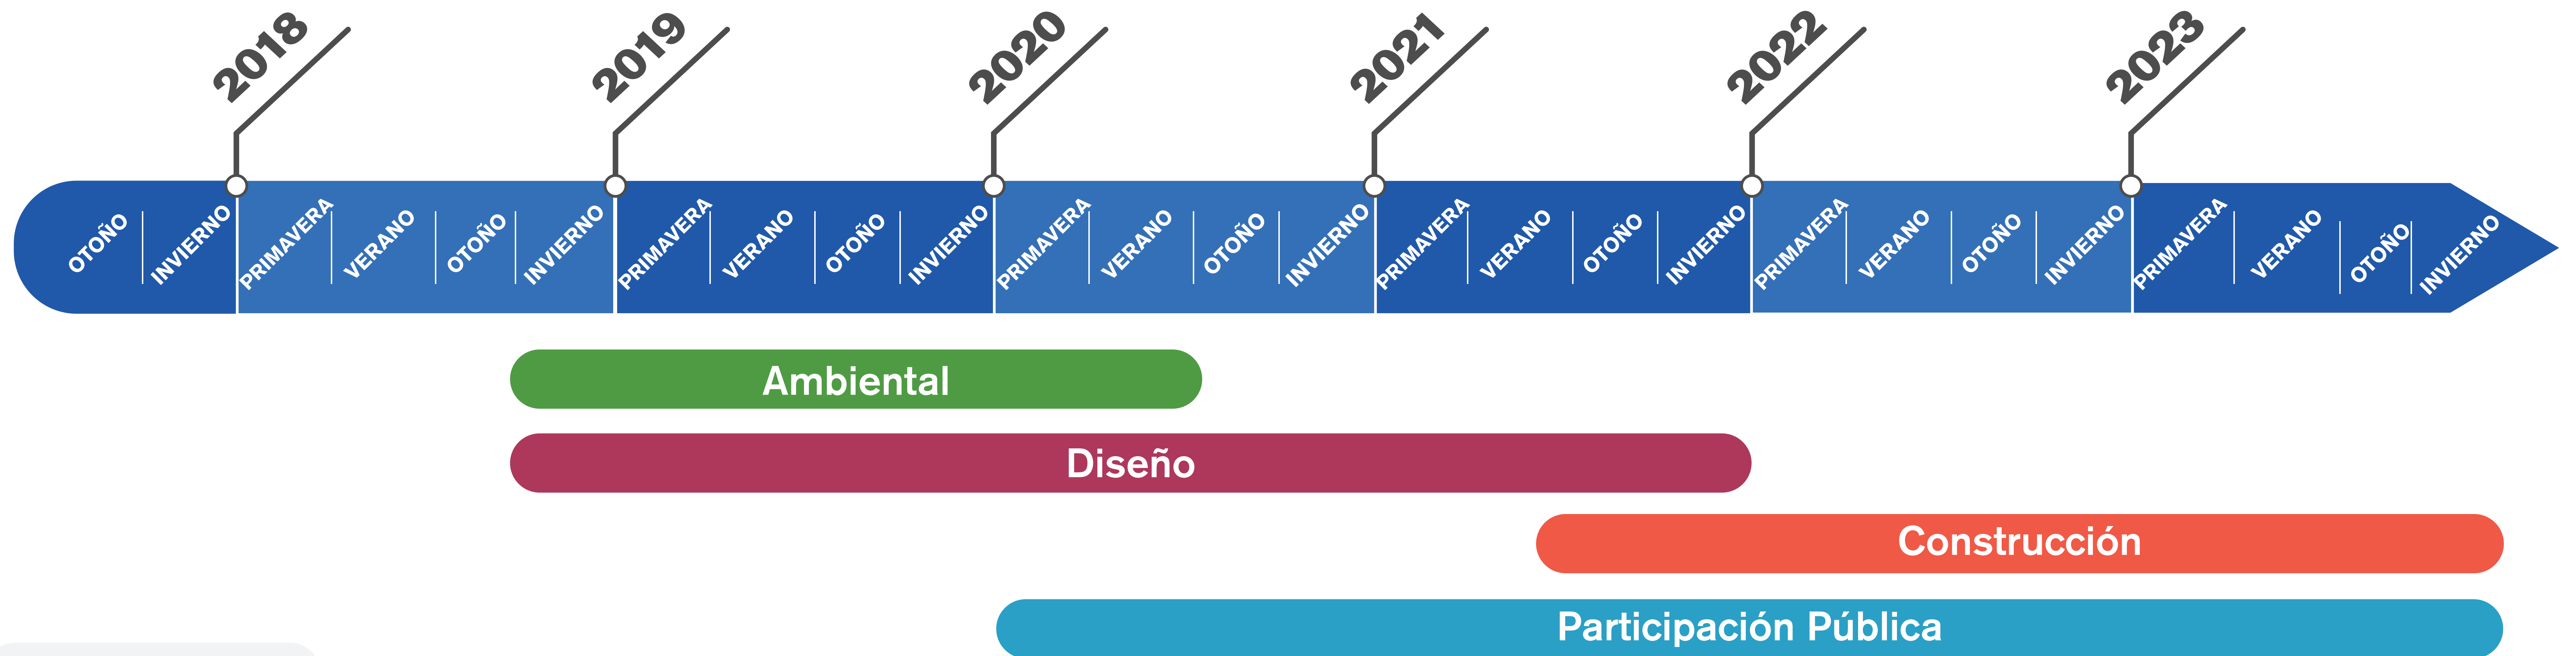 2018
2019
2020
2021
2022
2023
OTOÑO
INVIERNO
PRIMAVERA
VERANO
OTOÑO
INVIERNO
PRIMAVERA
VERANO
OTOÑO
INVIERNO
PRIMAVERA
VERANO
OTOÑO
INVIERNO
PRIMAVERA
VERANO
OTOÑO
INVIERNO
PRIMAVERA
VERANO
OTOÑO
INVIERNO
PRIMAVERA
VERANO
OTOÑO
INVIERNO
Ambiental
Diseño
Construcción
Participación Pública